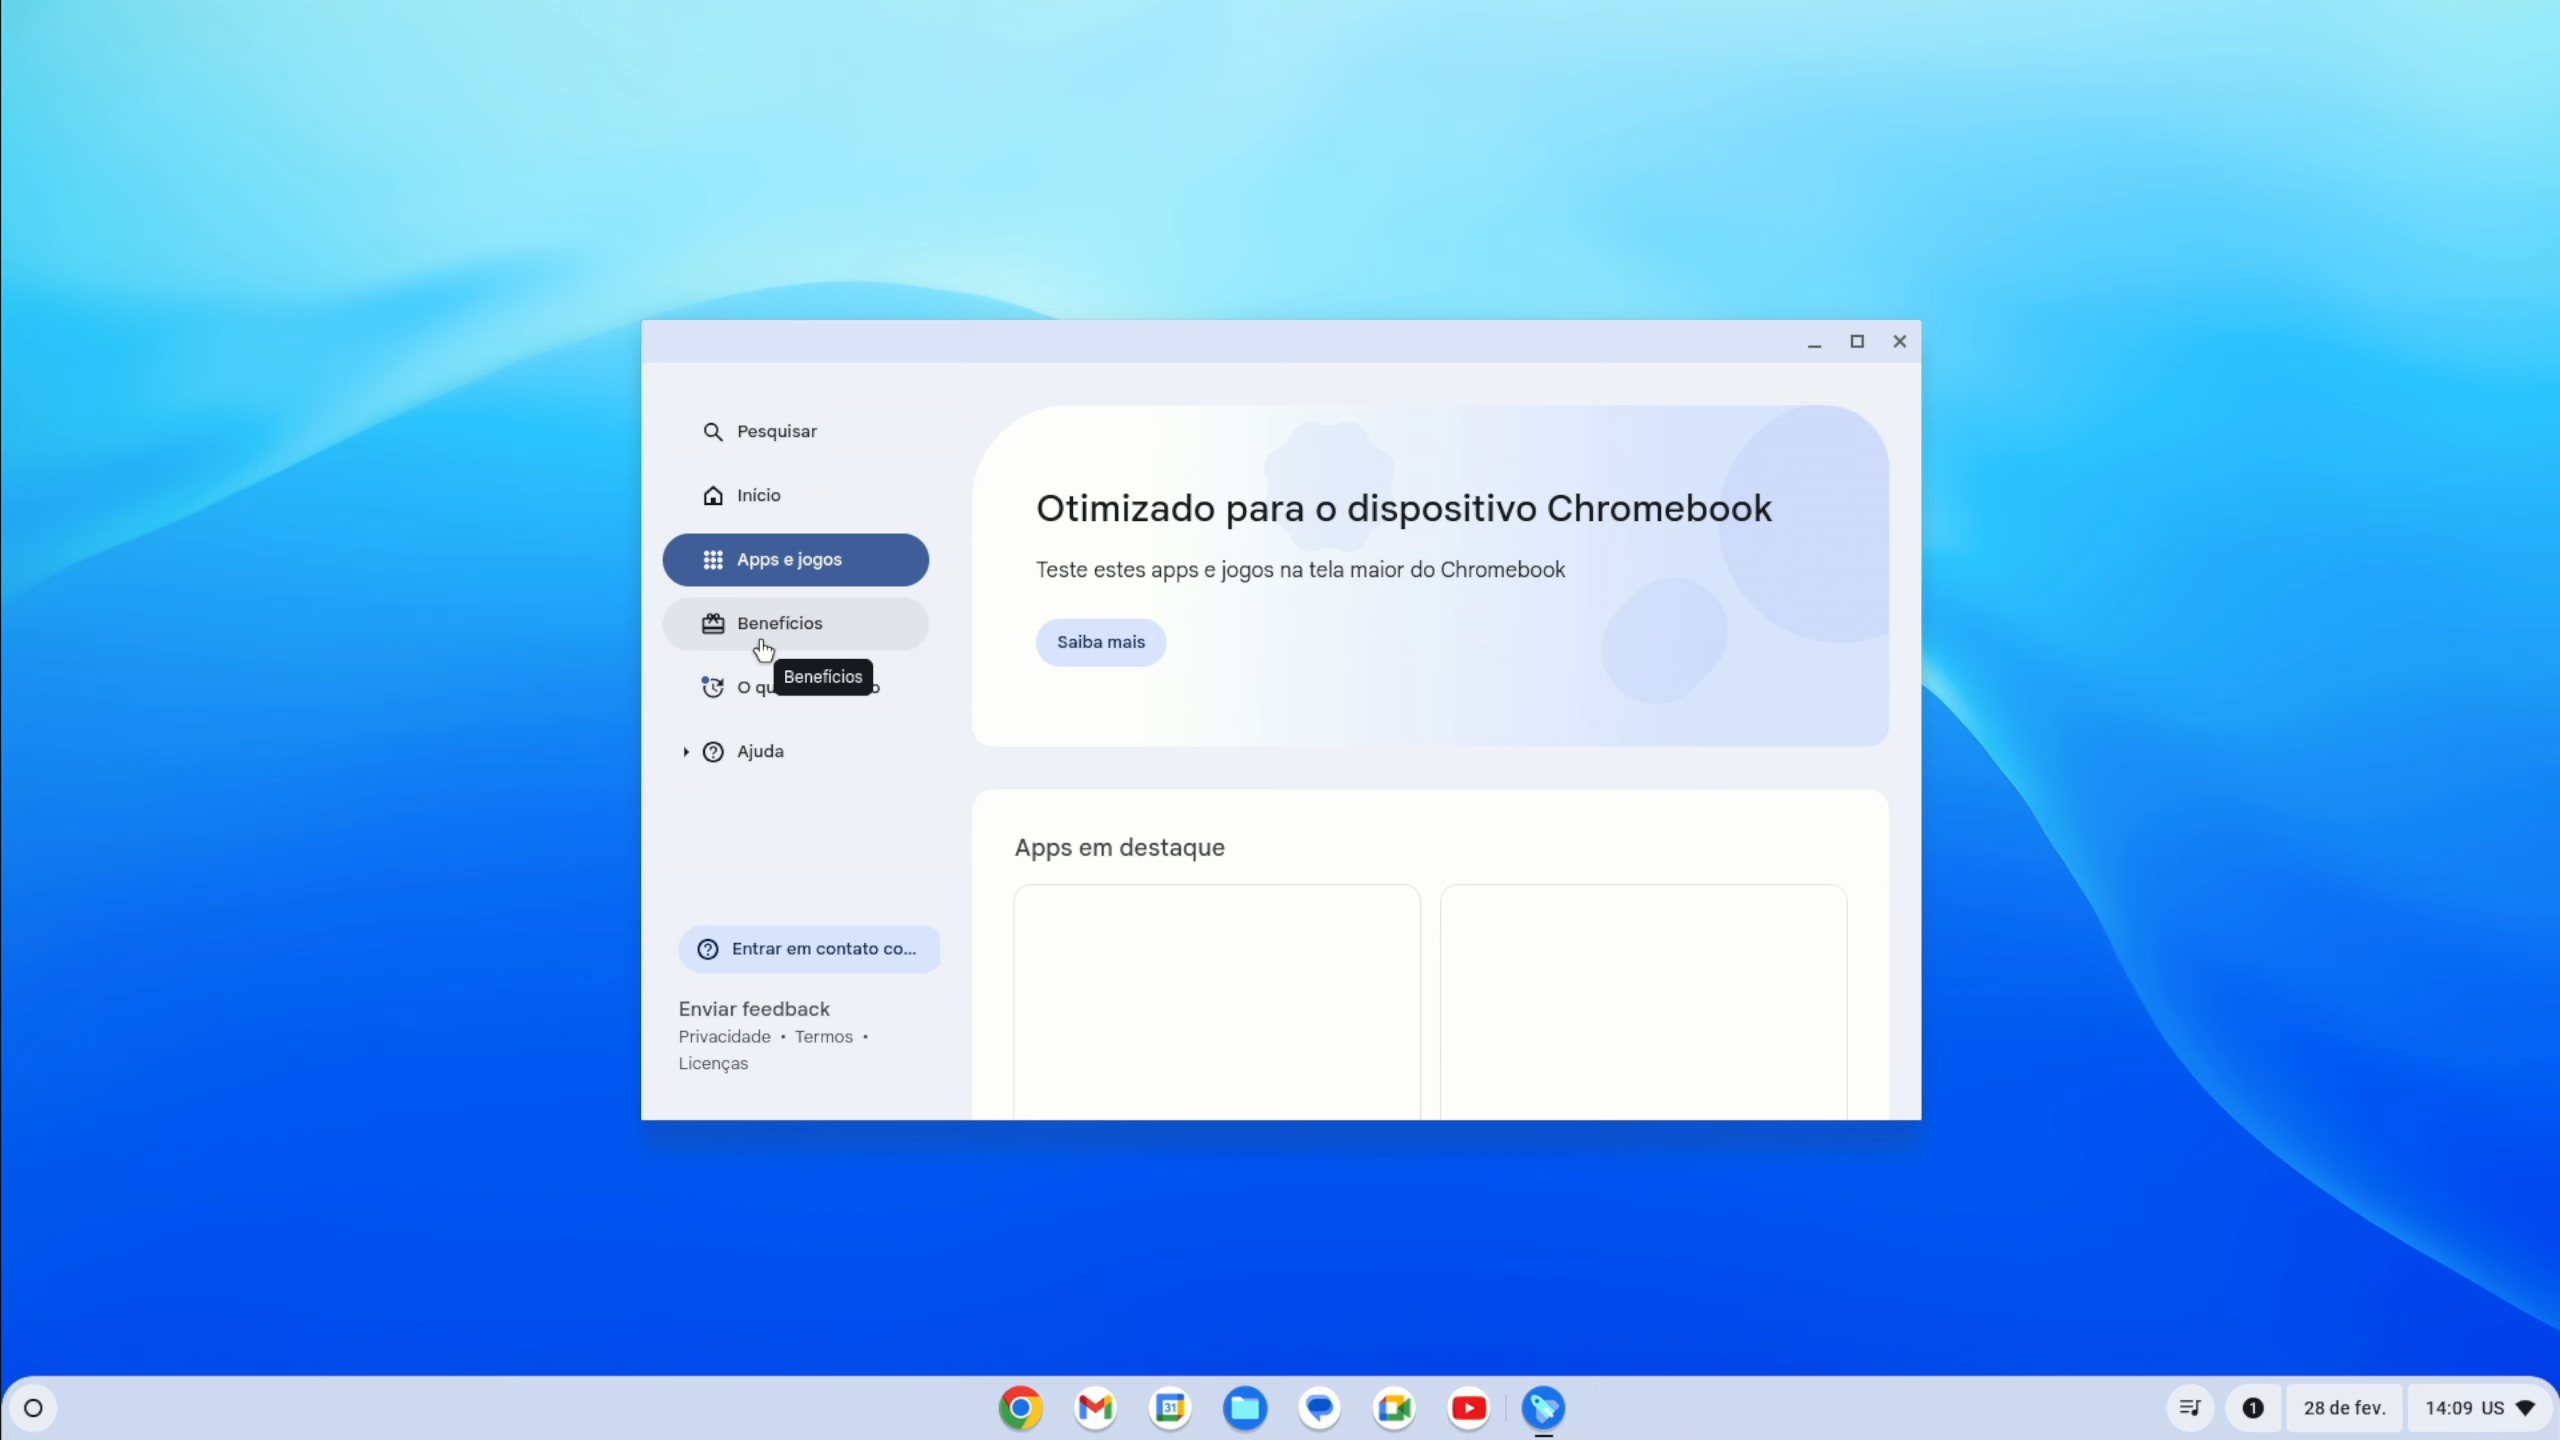 Pesquisar
Início
Apps e jogos
Benefícios
Benefícios
O qu
Ajuda
Entrar em contato co...
Enviar feedback
Privacidade • Termos •
Licenças
Otimizado para o dispositivo Chromebook
Teste estes apps e jogos na tela maior do Chromebook
Saiba mais
Apps em destaque
31
1
28 de fev.
14:09 US